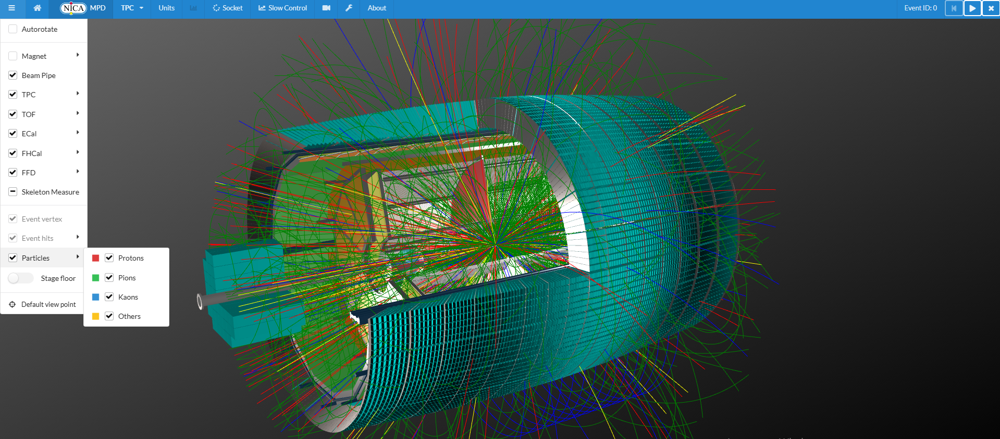 NICA MPD TPC Units Socket Slow Control About Event ID: 0
Autorotate
Magnet
Beam Pipe
TPC
TOF
ECal
FHCal
FFD
Skeleton Measure
Event vertex
Event hits
Particles
Protons
Stage floor
Pions
Default view point
Kaons
Others